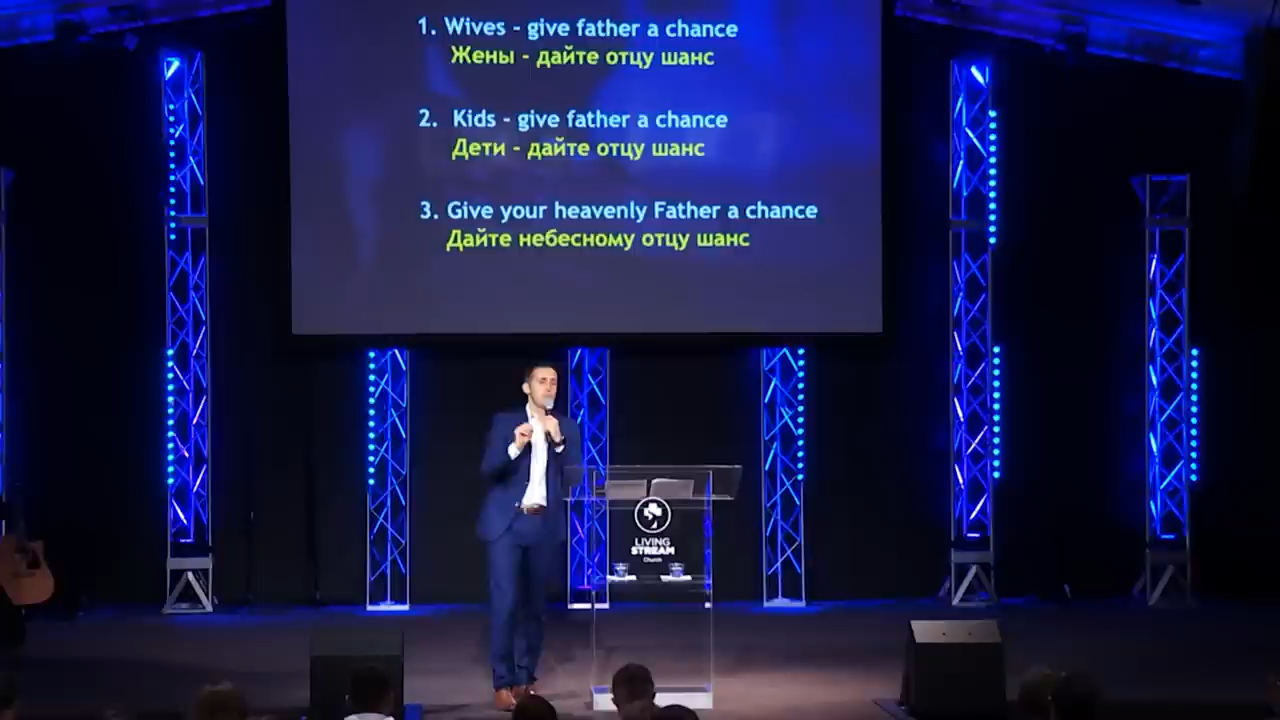 1. Wives - give father a chance
Жены - дайте отцу шанс
2. Kids - give father a chance
Дети - дайте отцу шанс
3. Give your heavenly Father a chance
Дайте небесному отцу шанс
LIVING
STREAM
Church